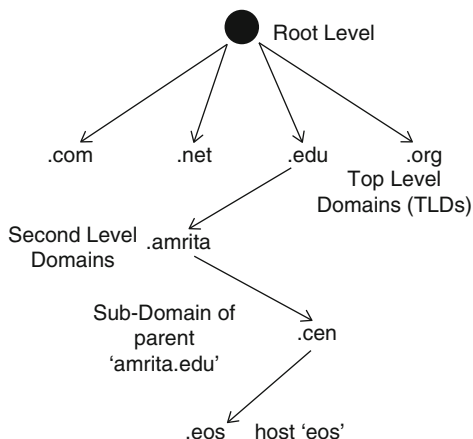 Root Level
.com
.net
.edu
.org
Top Level
Domains (TLDs)
Second Level
Domains
.amrita
Sub-Domain of
parent
‘amrita.edu’
.cen
.eos
host ‘eos’